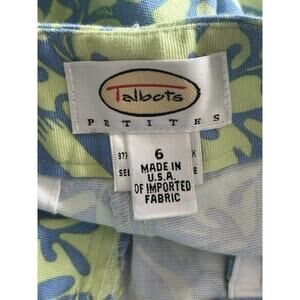 Talbots
PETITES
6
MADE IN
U.S.A.
OF IMPORTED
FABRIC